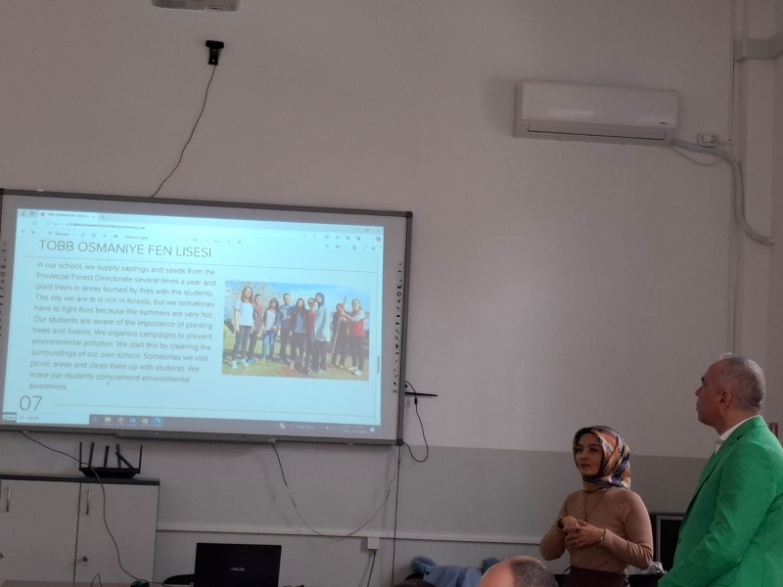 TOBB OSMANIYE FEN LISESI
In our school, we supply saplings and seeds from the
Provincial Forest Directorate several times a year and
plant trees in areas burned by fires with the students.
The city we are in is rich in forests, but we sometimes
have to fight fires because the summers are very hot.
Our students are aware of the importance of planting
trees and forests. We organize campaigns to prevent
environmental pollution. We start this by cleaning the
surroundings of our own school. Sometimes we visit
picnic areas and clean them up with students. We
make our students comprehend environmental
awareness.
07